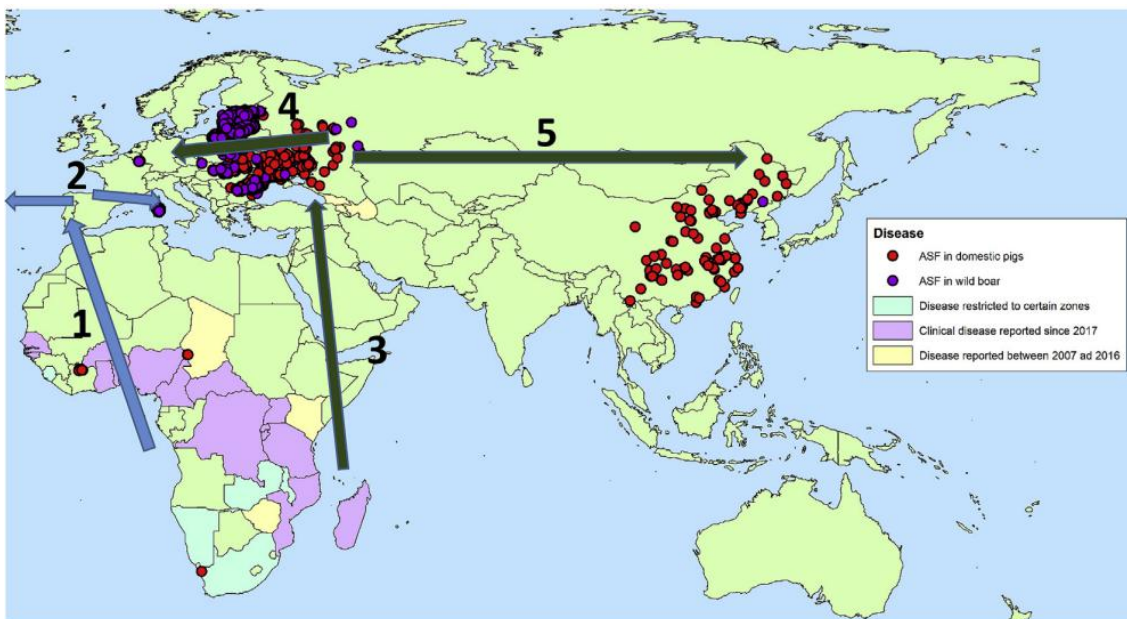 4
5
2
1
3
Disease
ASF in domestic pigs
ASF in wild boar
Disease restricted to certain zones
Clinical disease reported since 2017
Disease reported between 2007 ad 2016